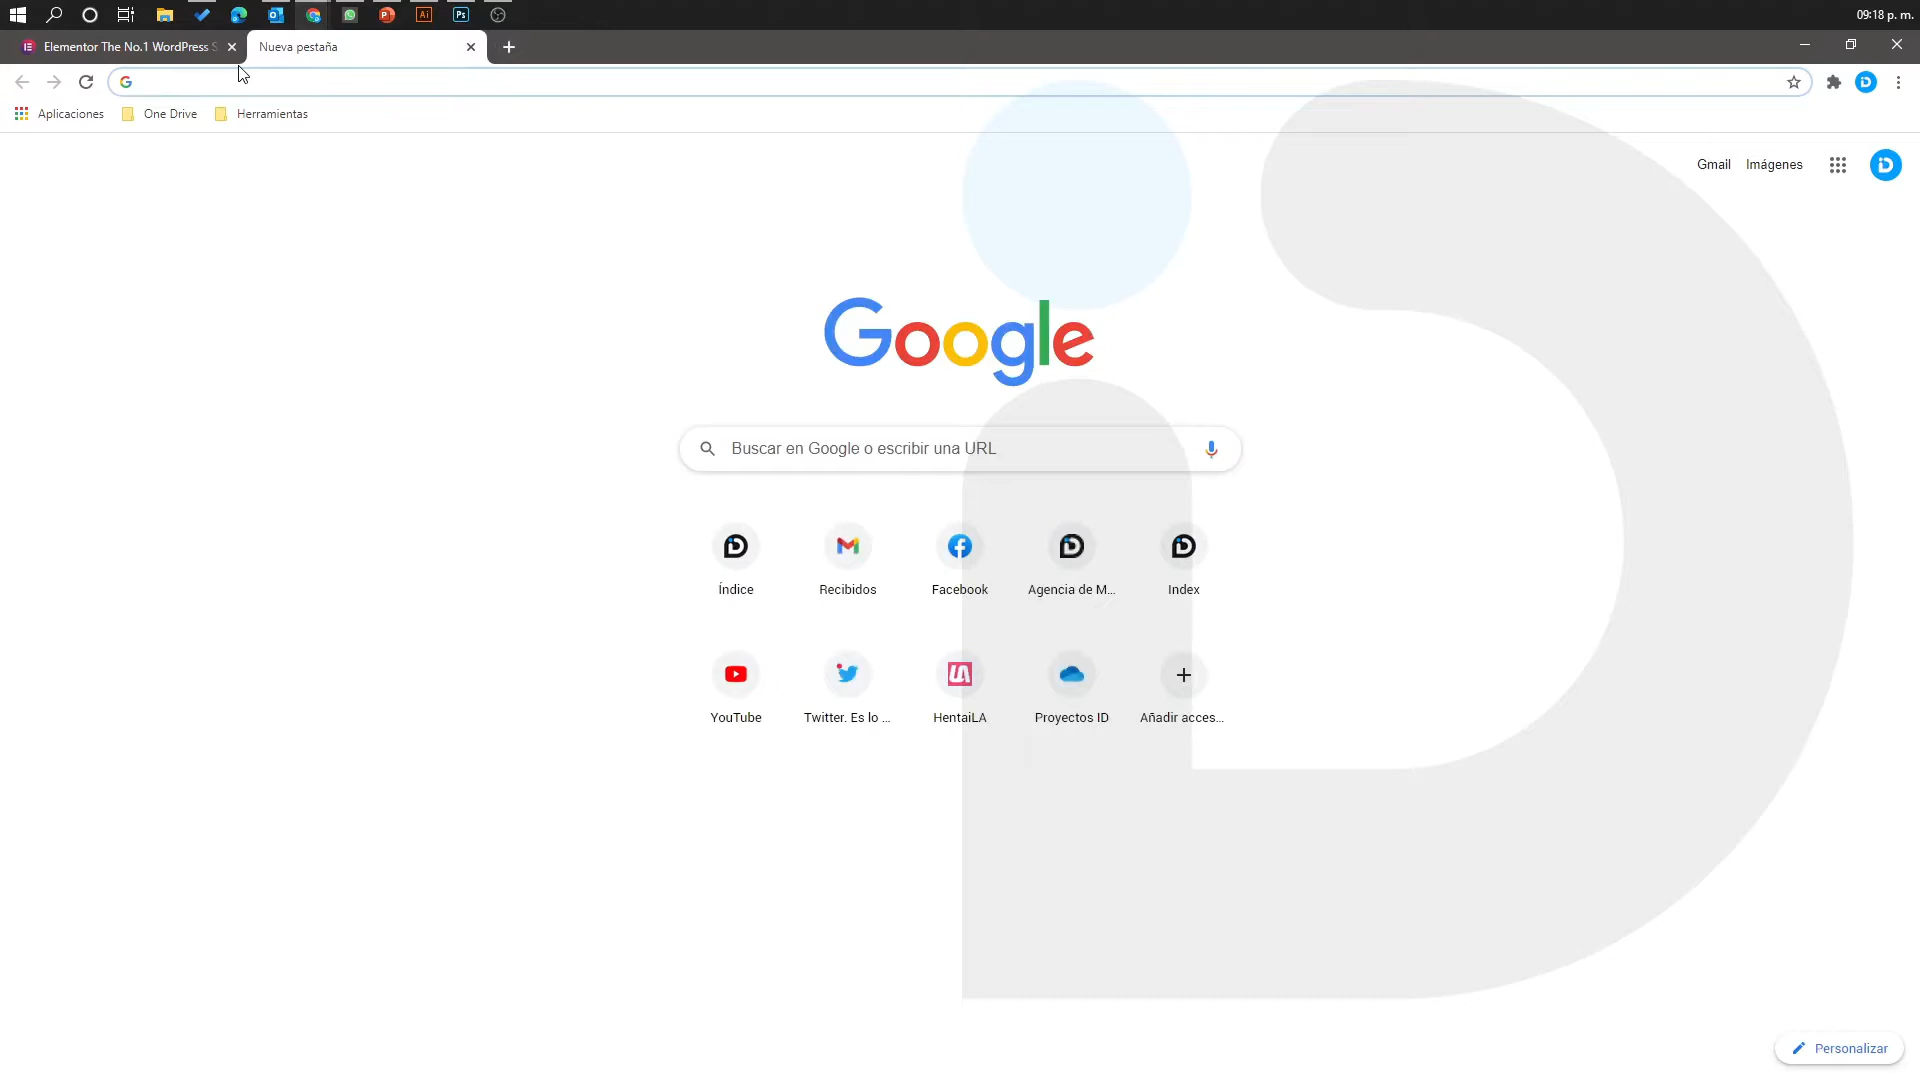 09:18 p. m.
Elementor The No.1 WordPress S
Nueva pestaña
Aplicaciones
One Drive
Herramientas
Gmail
Imágenes
Google
Buscar en Google o escribir una URL
Índice
Recibidos
Facebook
Agencia de M...
Index
YouTube
Twitter. Es lo ...
HentaiLA
Proyectos ID
Añadir acces...
Personalizar